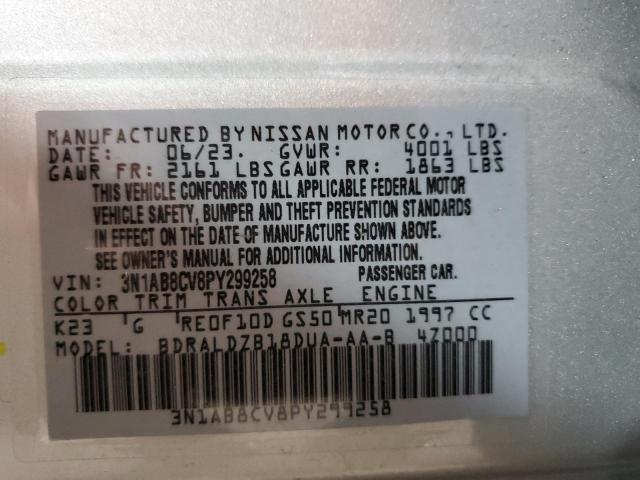 MANUFACTURED BY NISSAN MOTOR CO., LTD.
DATE: 06/23. GVWR: 4001 LBS
GAWR FR: 2161 LBS GAWR RR: 1863 LBS
THIS VEHICLE CONFORMS TO ALL APPLICABLE FEDERAL MOTOR
VEHICLE SAFETY, BUMPER AND THEFT PREVENTION STANDARDS
IN EFFECT ON THE DATE OF MANUFACTURE SHOWN ABOVE.
SEE OWNER'S MANUAL FOR ADDITIONAL INFORMATION.
VIN: 3N1AB8CV8PY299258 PASSENGER CAR.
COLOR TRIM TRANS AXLE ENGINE
K23 G RE0F10D GS50 MR20 1997 CC
MODEL: BDRALDZB18DUA-AA-B 4Z000
3N1AB8CV8PY299258